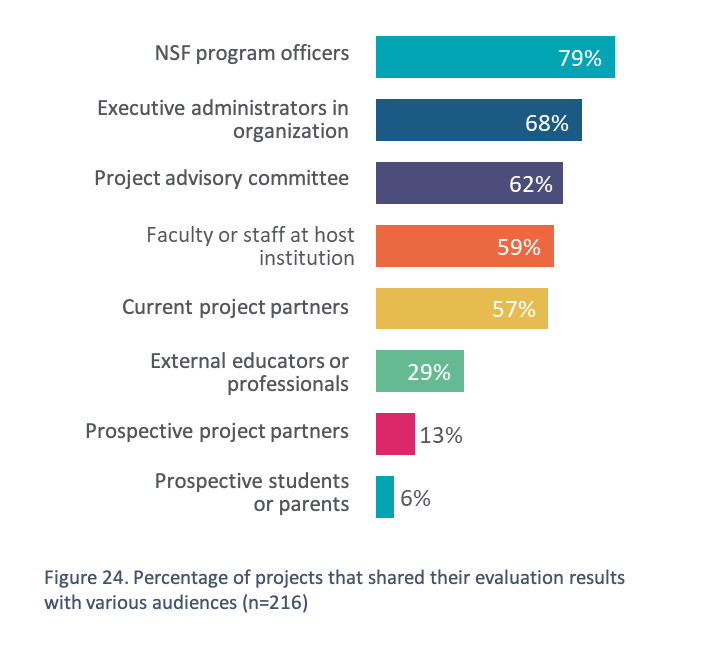 NSF program officers
79%
Executive administrators in
organization
68%
Project advisory committee
62%
Faculty or staff at host
institution
59%
Current project partners
57%
External educators or
professionals
29%
Prospective project partners
13%
Prospective students
or parents
6%
Figure 24. Percentage of projects that shared their evaluation results
with various audiences (n=216)